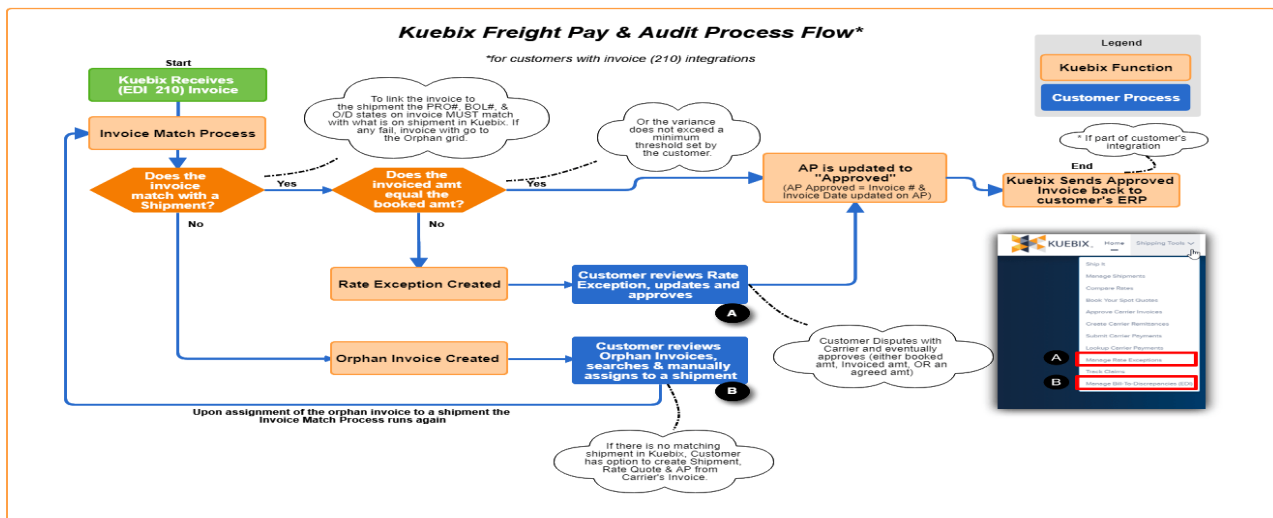 Kuebix Freight Pay & Audit Process Flow*
*for customers with invoice (210) integrations
Legend
Kuebix Function
Customer Process
Start
Kuebix Receives
(EDI 210) Invoice
Invoice Match Process
To link the invoice to
the shipment the PRO#, BOL#, &
O/D states on invoice MUST match
with what is on shipment in Kuebix. If
any fail, invoice with go to
the Orphan grid.
Or the variance
does not exceed a
minimum
threshold set by
the customer.
* If part of customer's
integration
Does the
invoice
match with a
Shipment?
Yes
No
Does the
invoiced amt
equal the
booked amt?
Yes
No
AP is updated to
"Approved"
(AP Approved = Invoice # &
Invoice Date updated on AP)
End
Kuebix Sends Approved
Invoice back to
customer's ERP
Rate Exception Created
Customer reviews Rate
Exception, updates and
approves
A
Customer Disputes with
Carrier and eventually
approves (either booked
amt, Invoiced amt, OR an
agreed amt)
Orphan Invoice Created
Customer reviews
Orphan Invoices,
searches & manually
assigns to a shipment
B
Upon assignment of the orphan invoice to a shipment the
Invoice Match Process runs again
If there is no matching
shipment in Kuebix, Customer
has option to create Shipment,
Rate Quote & AP from
Carrier's Invoice.
KUEBIX
Home
Shipping Tools
Ship It
Manage Shipments
Compare Rates
Book Your Spot Quotes
Approve Carrier Invoices
Create Carrier Remittances
Submit Carrier Payments
Lookup Carrier Payments
A
Manage Rate Exceptions
Track Claims
B
Manage Bill To Discrepancies (EDI)